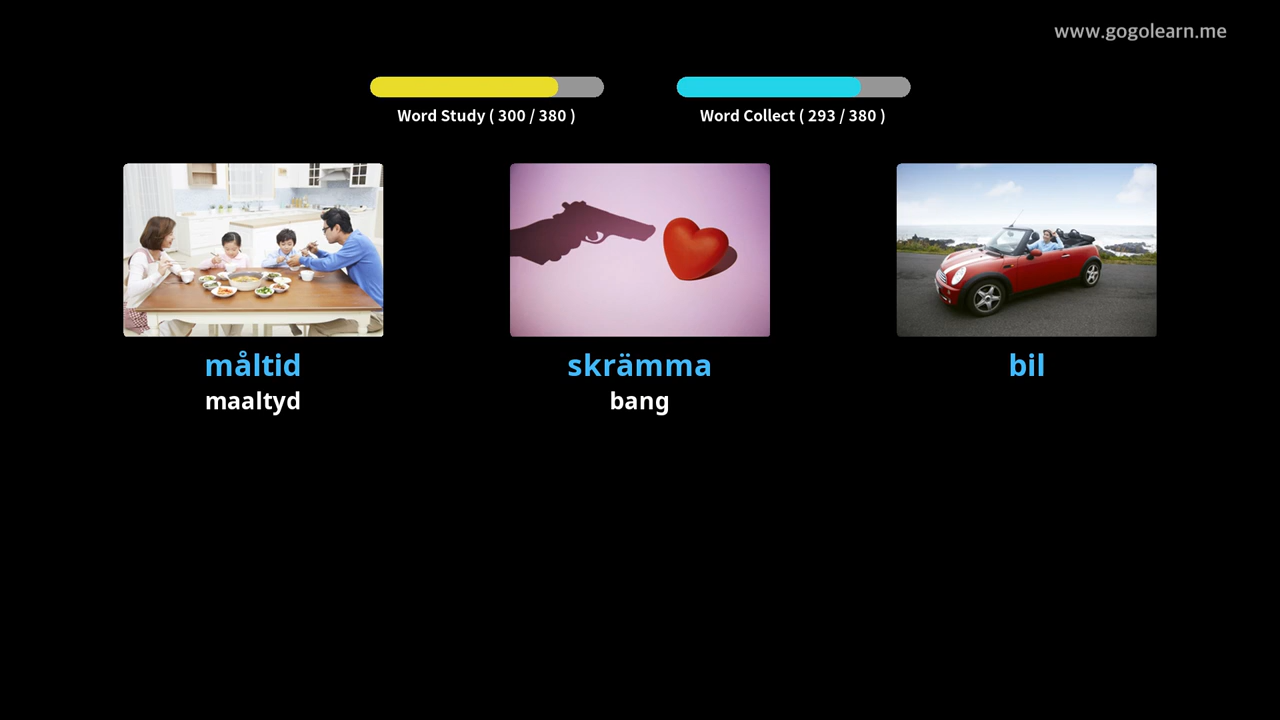 www.gogolearn.me
Word Study ( 300 / 380 )
Word Collect ( 293 / 380 )
måltid
maaltyd
skrämma
bang
bil